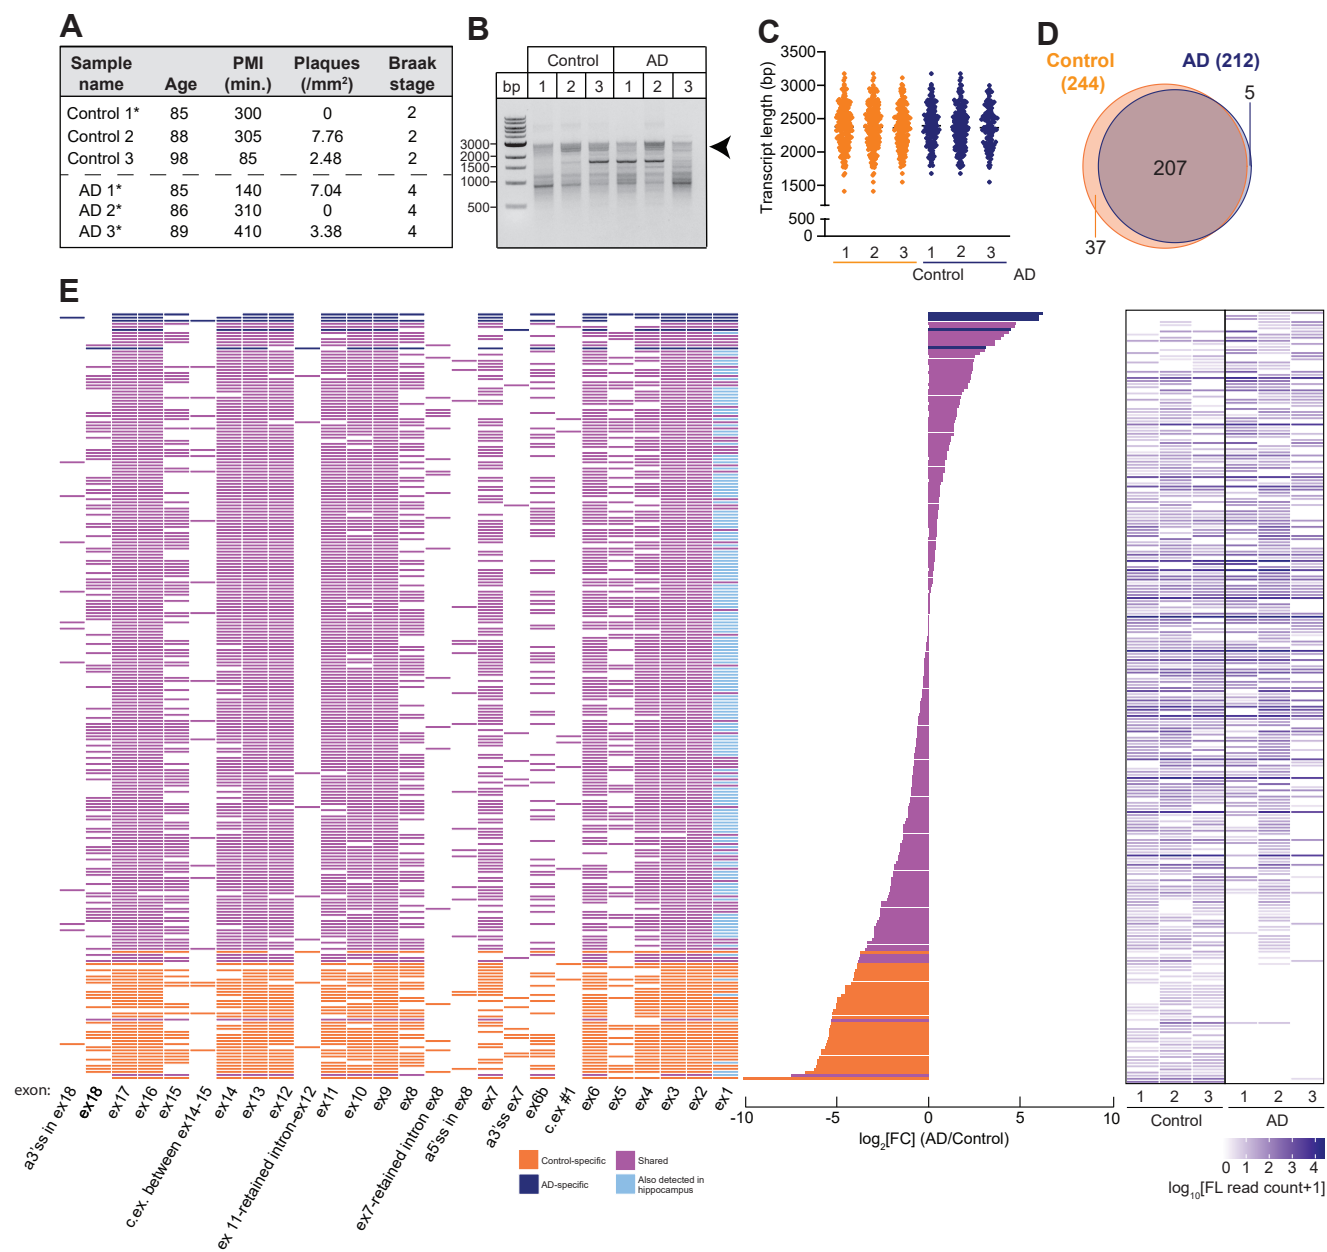 A
Sample name Age PMI (min.) Plaques (/mm²) Braak stage
Control 1* 85 300 0 2
Control 2 88 305 7.76 2
Control 3 98 85 2.48 2
AD 1* 85 140 7.04 4
AD 2* 86 310 0 4
AD 3* 89 410 3.38 4
B
Control AD
bp 1 2 3 1 2 3
3000
2000
1500
1000
500
C
Transcript length (bp)
3500
3000
2500
2000
1500
500
0
1 2 3 1 2 3
Control AD
D
Control (244)
AD (212)
5
207
37
E
exon:
a3'ss in ex18
ex18
ex17
ex16
ex15
c.ex. between ex14-15
ex14
ex13
ex12
ex 11-retained intron-ex12
ex11
ex10
ex9
ex8
ex7-retained intron ex8
a5'ss in ex8
ex7
a3'ss ex7
ex6b
c.ex #1
ex6
ex5
ex4
ex3
ex2
ex1
-10 -5 0 5 10
log₂[FC] (AD/Control)
Control-specific
Shared
AD-specific
Also detected in
hippocampus
1 2 3 1 2 3
Control AD
0 1 2 3 4
log₁₀[FL read count+1]